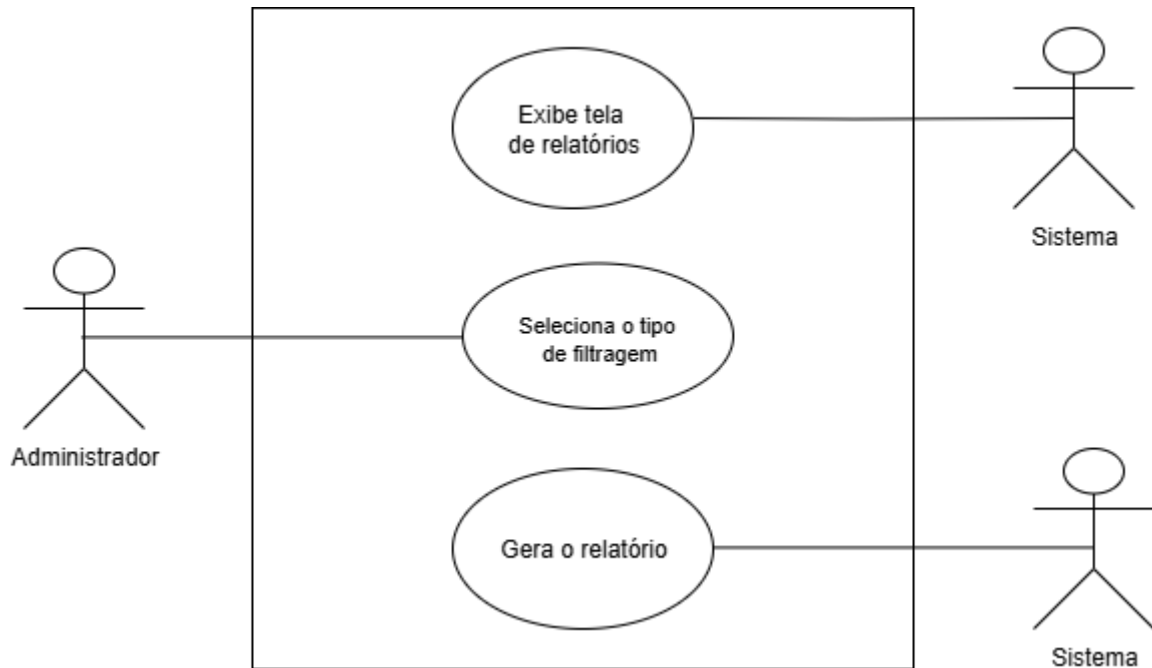 Exibe tela
de relatórios
Sistema
Seleciona o tipo
de filtragem
Administrador
Gera o relatório
Sistema